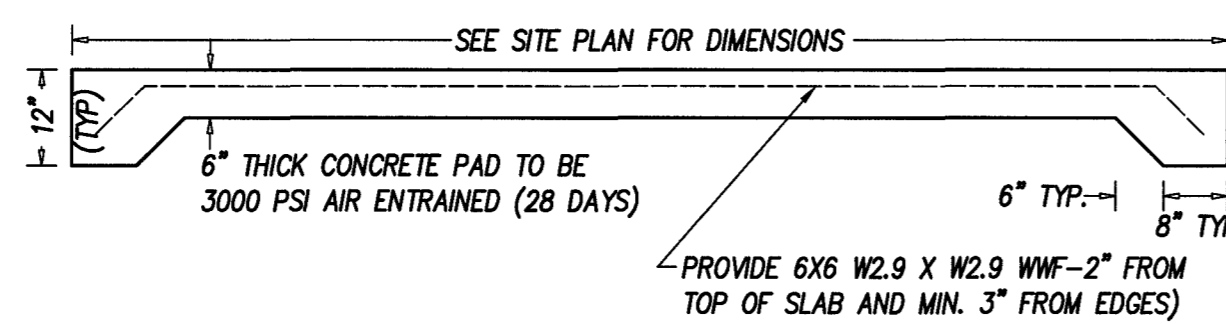 SEE SITE PLAN FOR DIMENSIONS
12"
(TYP)
6" THICK CONCRETE PAD TO BE
3000 PSI AIR ENTRAINED (28 DAYS)
6" TYP.
8" TYP
PROVIDE 6X6 W2.9 X W2.9 WWF-2" FROM
TOP OF SLAB AND MIN. 3" FROM EDGES)